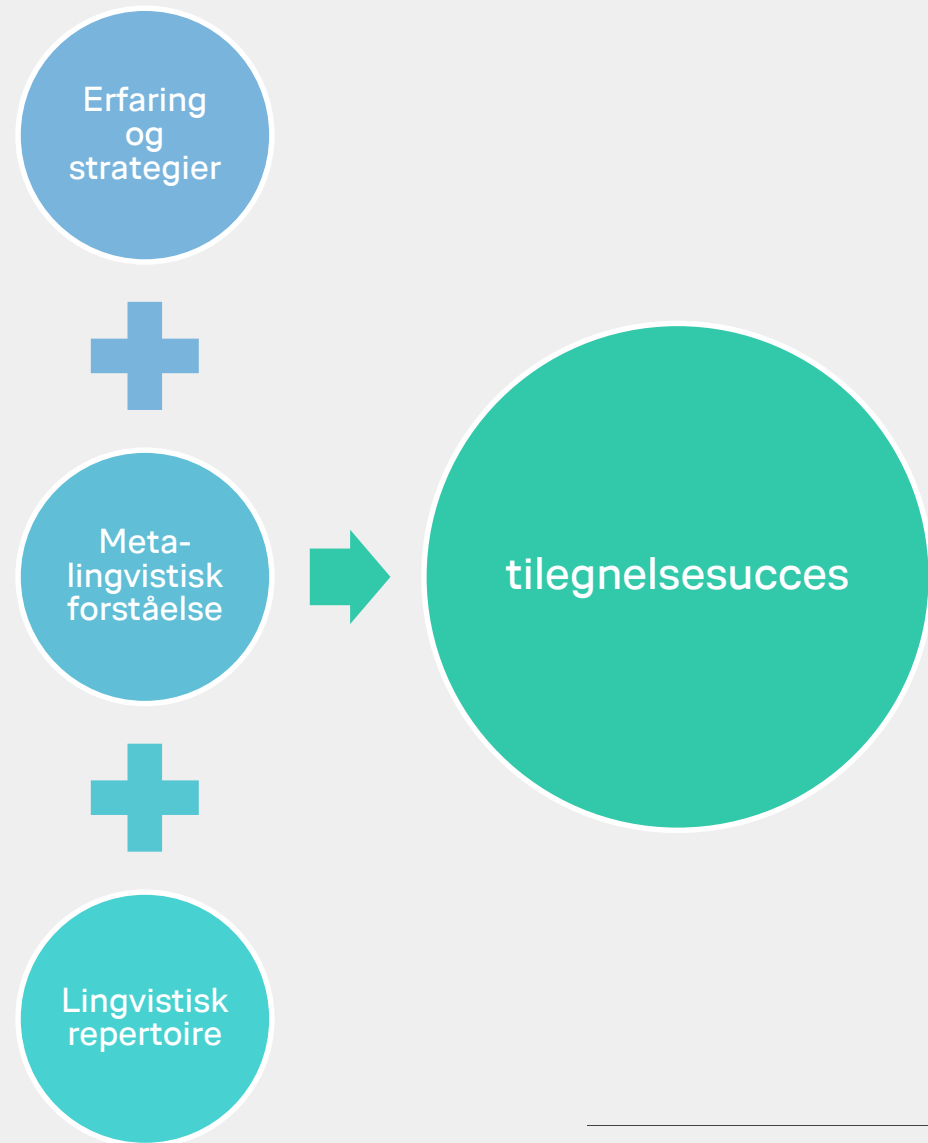 Erfaring
og
strategier
Meta-
lingvistisk
forståelse
tilegnelsesucces
Lingvistisk
repertoire